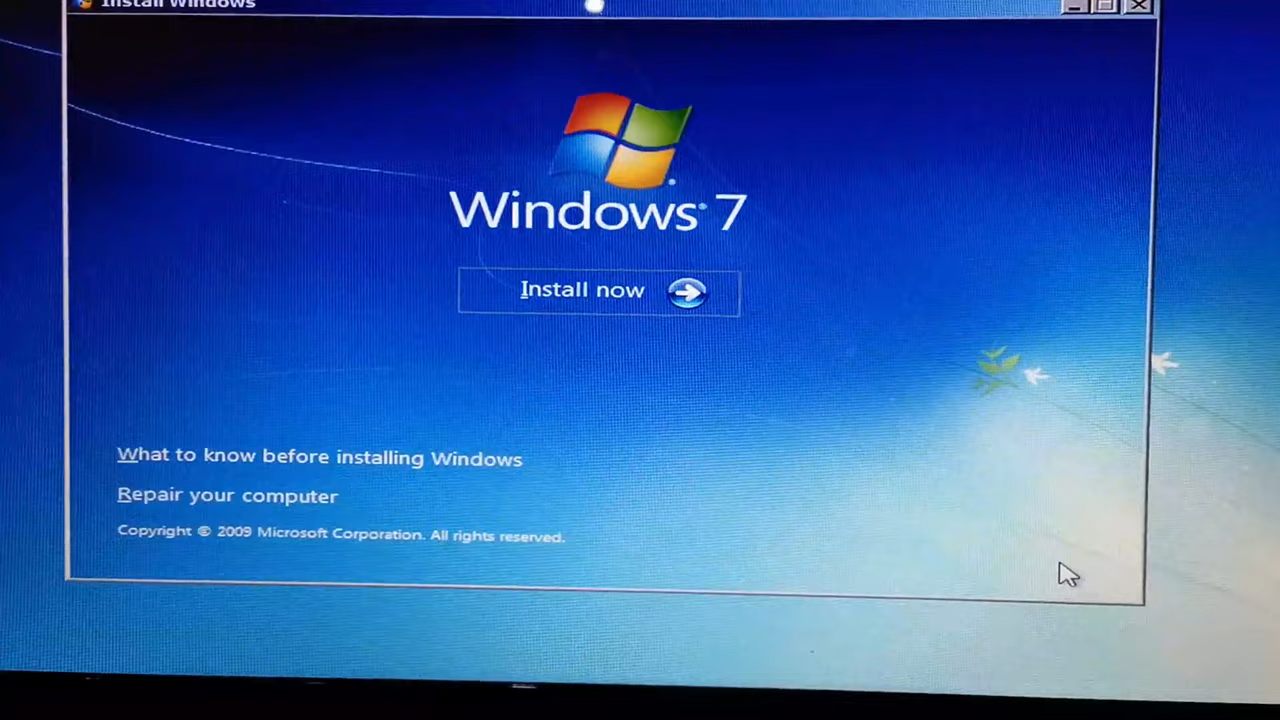 Install Windows
Windows® 7
Install now
What to know before installing Windows
Repair your computer
Copyright © 2009 Microsoft Corporation. All rights reserved.